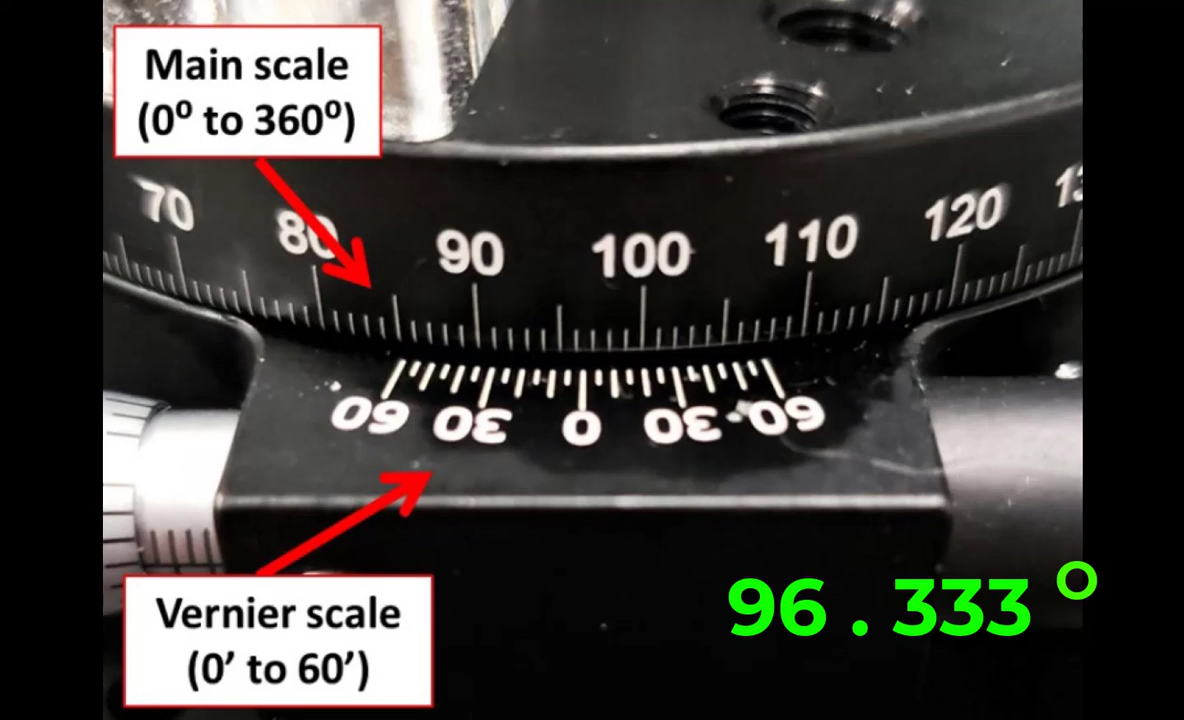 Main scale
(0⁰ to 360⁰)
70 80 90 100 110 120
60 30 0 30 60
Vernier scale
(0’ to 60’)
96 . 333 °